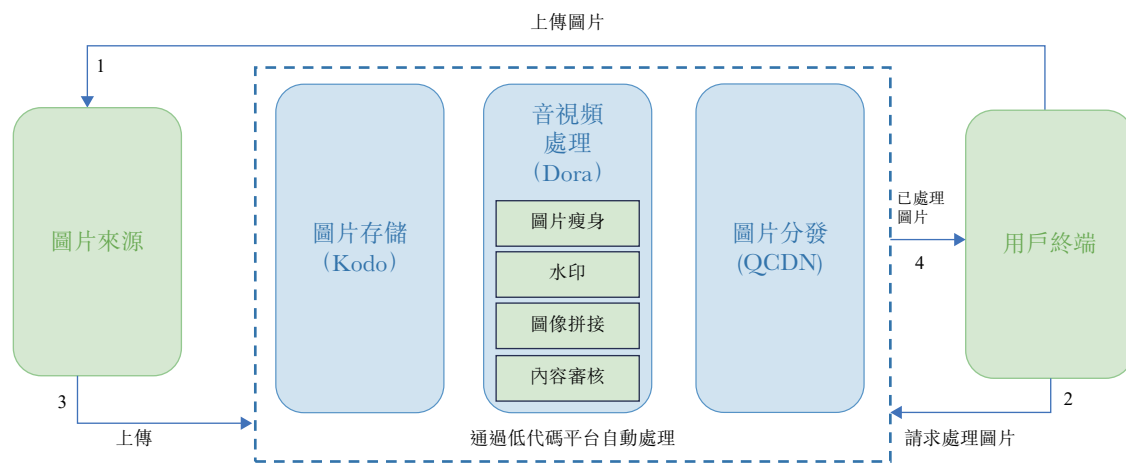 上傳圖片
1
圖片來源
3
上傳
圖片存儲
（Kodo）
音視頻
處理
（Dora）
圖片瘦身
水印
圖像拼接
內容審核
圖片分發
(QCDN)
通過低代碼平台自動處理
已處理
圖片
4
用戶終端
2
請求處理圖片